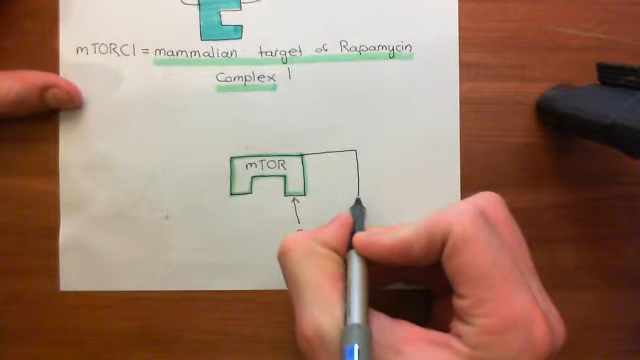 mTORC1 = mammalian target of Rapamycin
Complex 1
mTOR